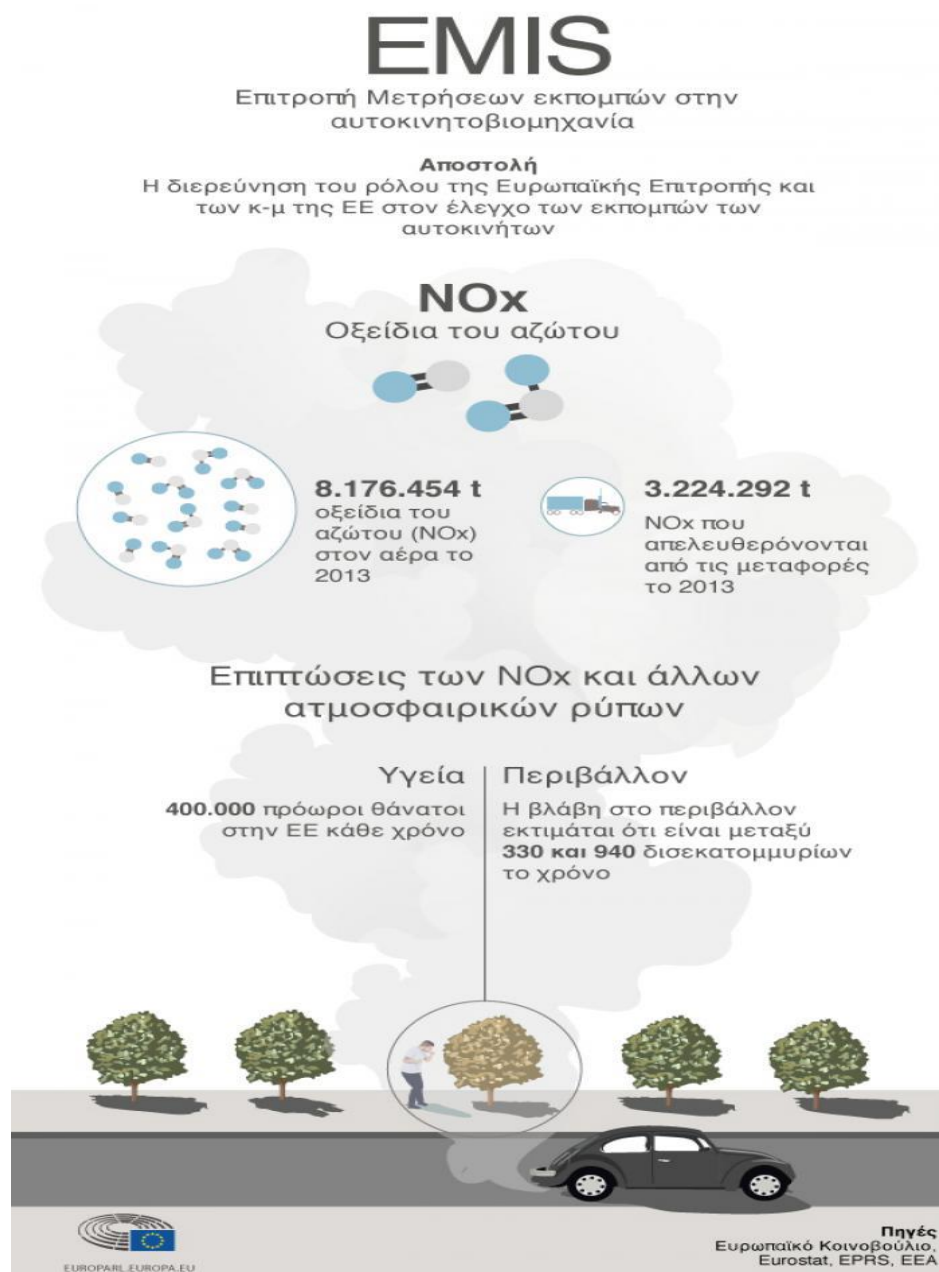 EMIS
Επιτροπή Μετρήσεων εκπομπών στην
αυτοκινητοβιομηχανία
Αποστολή
Η διερεύνηση του ρόλου της Ευρωπαϊκής Επιτροπής και
των κ-μ της ΕΕ στον έλεγχο των εκπομπών των
αυτοκινήτων
NOx
Οξείδια του αζώτου
8.176.454 t
οξείδια του
αζώτου (NOx)
στον αέρα το
2013
3.224.292 t
NOx που
απελευθερόνονται
από τις μεταφορές
το 2013
Επιπτώσεις των NOx και άλλων
ατμοσφαιρικών ρύπων
Υγεία
400.000 πρόωροι θάνατοι
στην ΕΕ κάθε χρόνο
Περιβάλλον
Η βλάβη στο περιβάλλον
εκτιμάται ότι είναι μεταξύ
330 και 940 δισεκατομμυρίων
το χρόνο
EUROPARL.EUROPA.EU
Πηγές
Ευρωπαϊκό Κοινοβούλιο,
Eurostat, EPRS, EEA